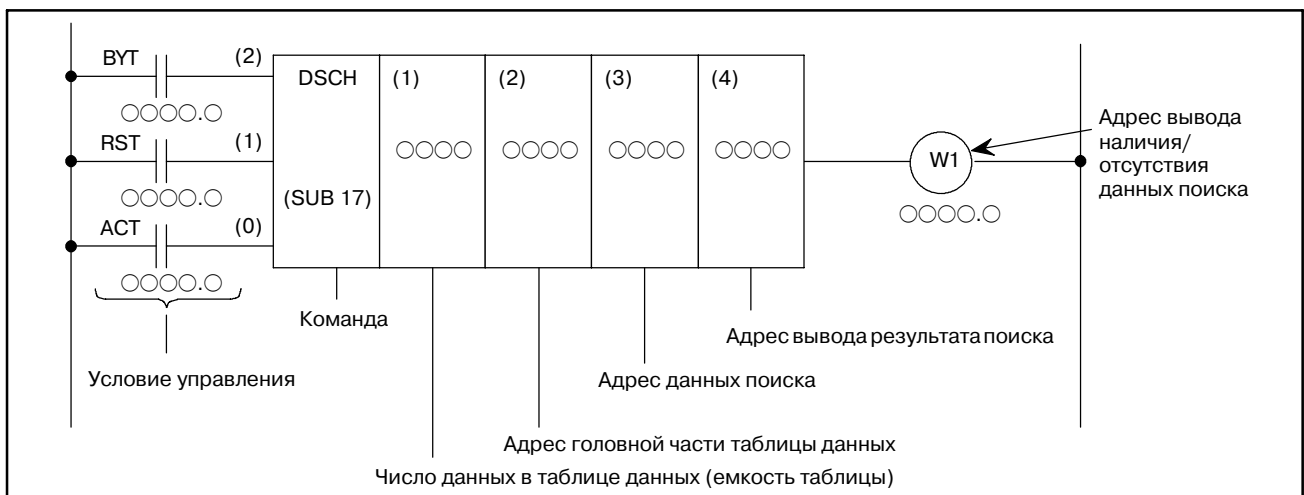 BYT (2) DSCH (1) (2) (3) (4)
○○○○.○
RST (1) ○○○○ ○○○○ ○○○○ ○○○○ W1
Адрес вывода
наличия/
отсутствия
данных поиска
○○○○.○ (SUB 17) ○○○○.○
ACT (0)
○○○○.○
Команда
Адрес вывода результата поиска
Условие управления
Адрес данных поиска
Адрес головной части таблицы данных
Число данных в таблице данных (емкость таблицы)